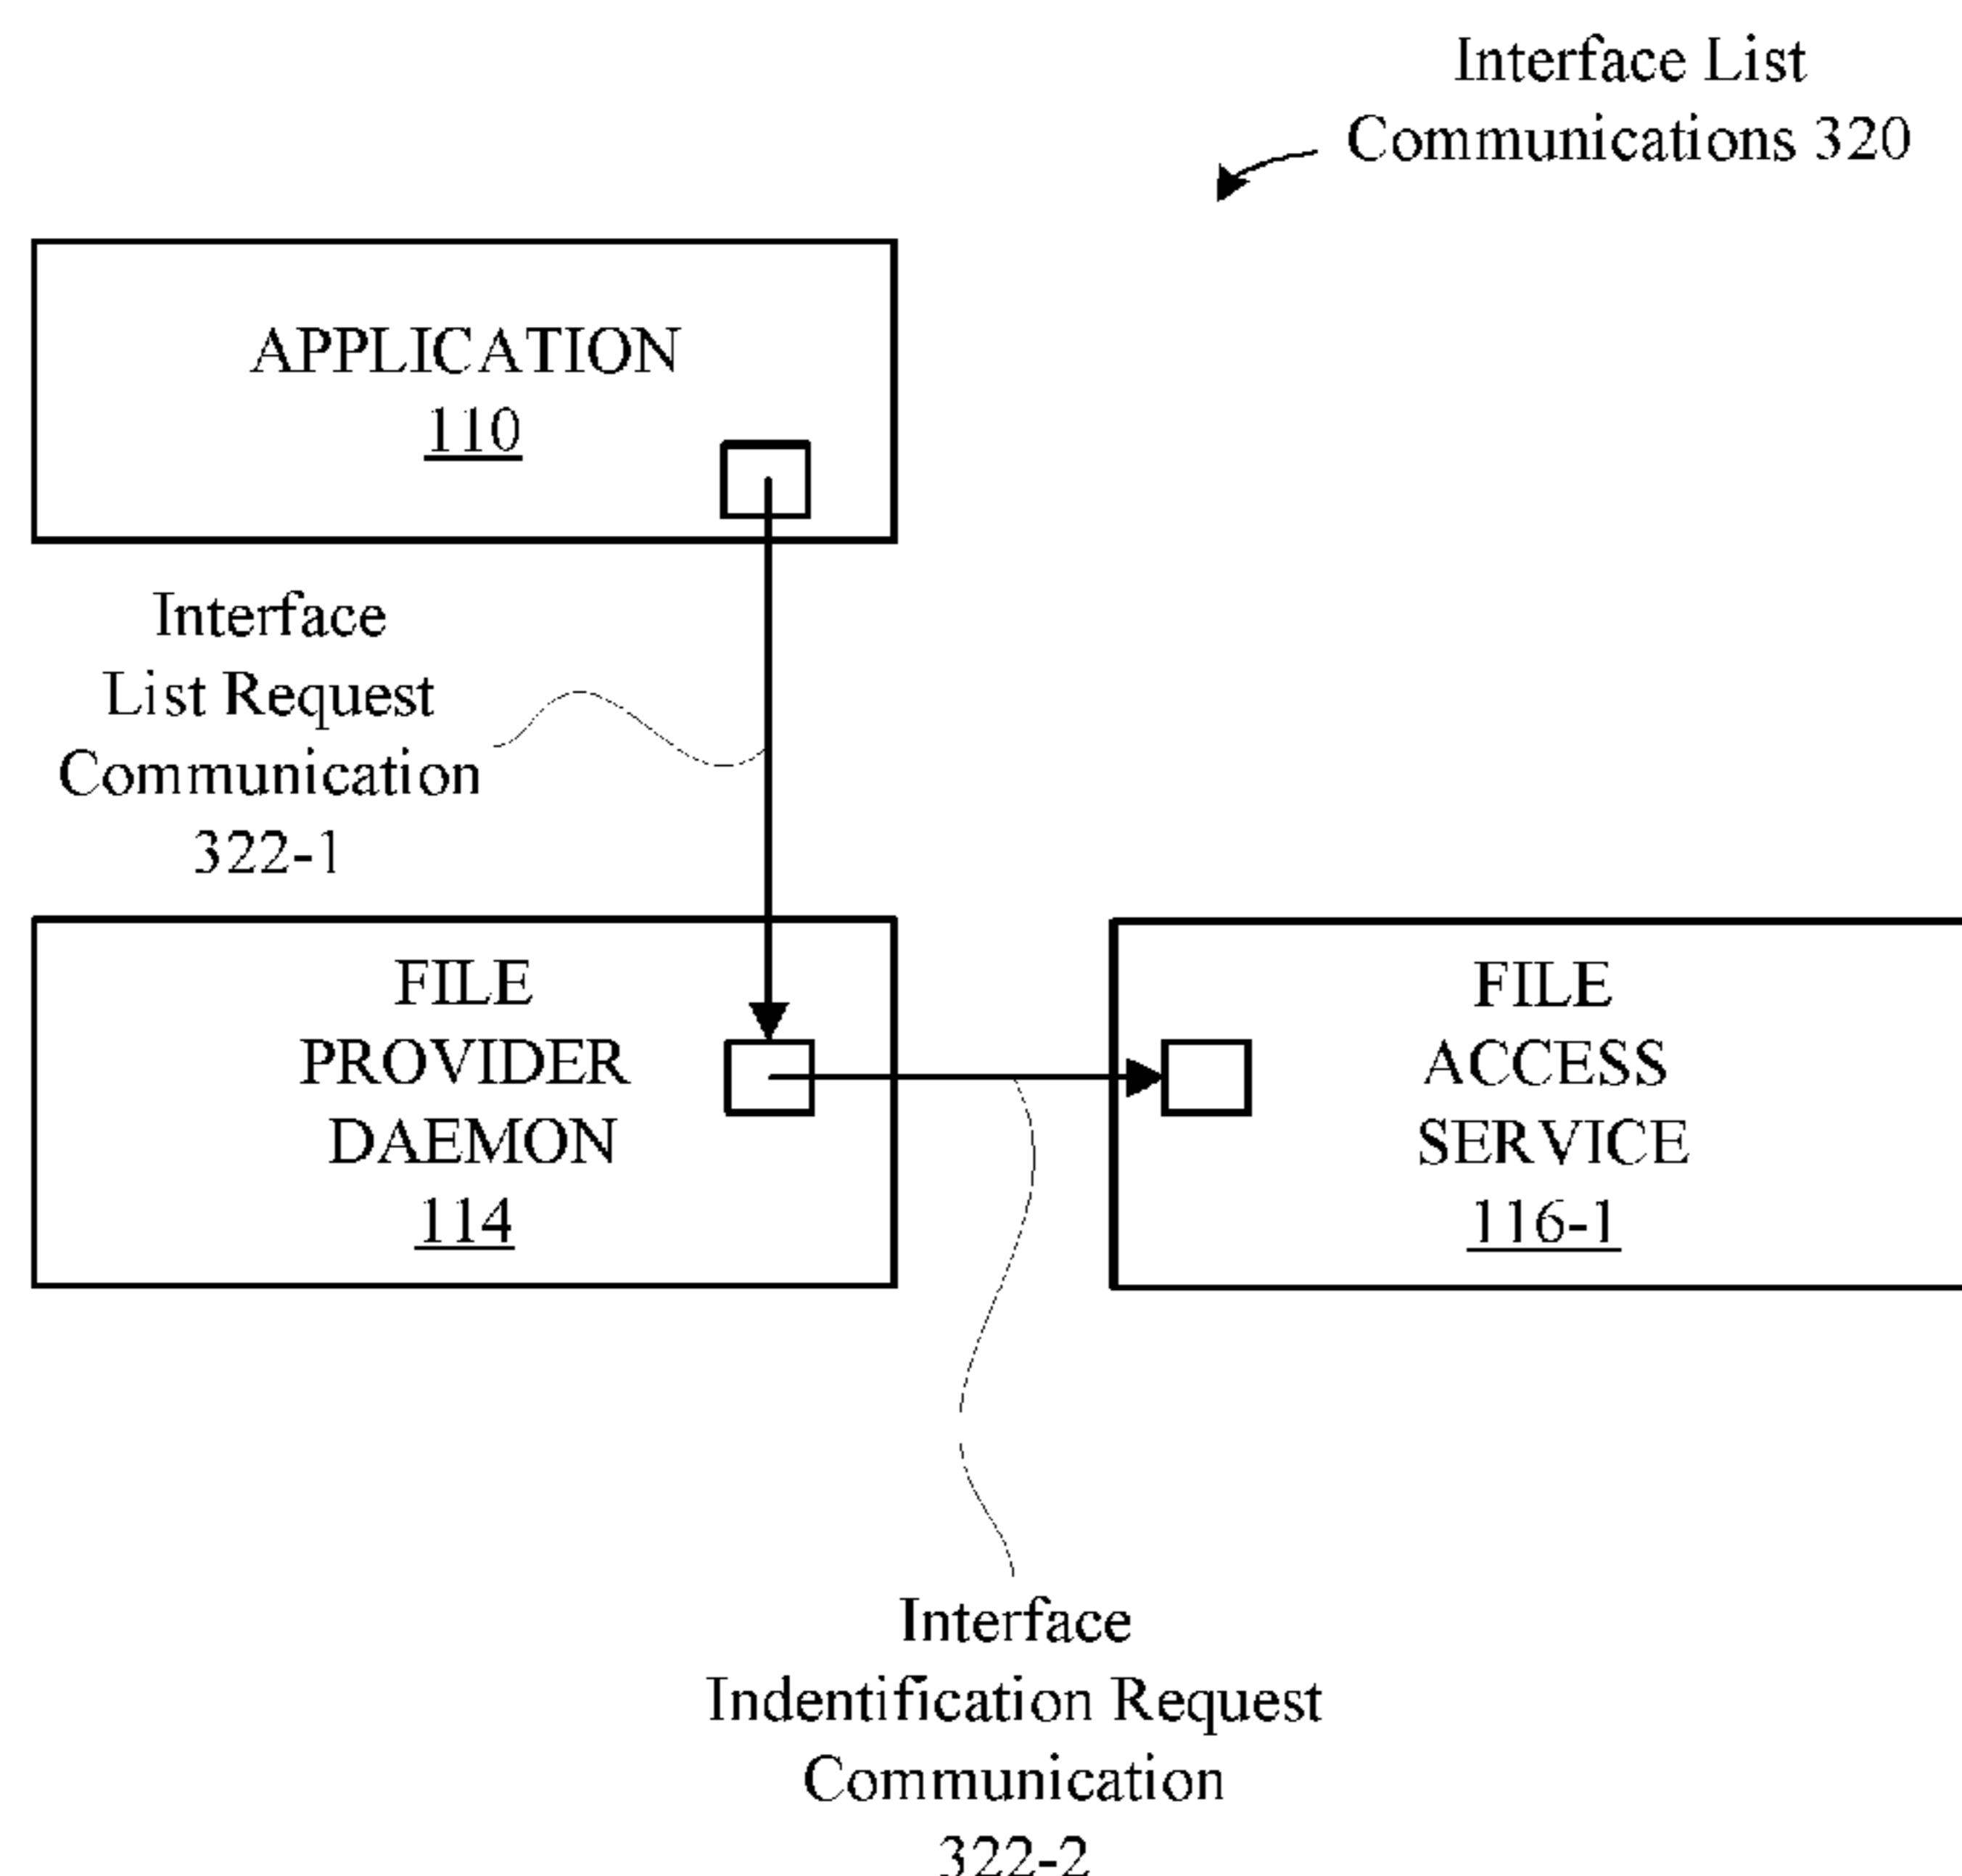 Interface List
Communications 320
APPLICATION
110
Interface
List Request
Communication
322-1
FILE
PROVIDER
DAEMON
114
FILE
ACCESS
SERVICE
116-1
Interface
Indentification Request
Communication
322-2